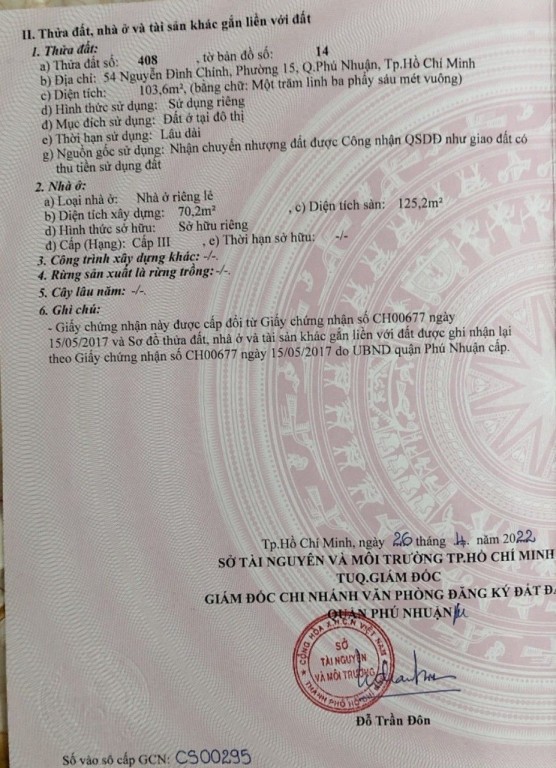 II. Thửa đất, nhà ở và tài sản khác gắn liền với đất
1. Thửa đất:
a) Thửa đất số: 408 , tờ bản đồ số: 14
b) Địa chỉ: 54 Nguyễn Đình Chính, Phường 15, Q.Phú Nhuận, Tp.Hồ Chí Minh
c) Diện tích: 103,6m², (bằng chữ: Một trăm linh ba phẩy sáu mét vuông)
d) Hình thức sử dụng: Sử dụng riêng
đ) Mục đích sử dụng: Đất ở tại đô thị
e) Thời hạn sử dụng: Lâu dài
g) Nguồn gốc sử dụng: Nhận chuyển nhượng đất được Công nhận QSDĐ như giao đất có
thu tiền sử dụng đất
2. Nhà ở:
a) Loại nhà ở: Nhà ở riêng lẻ
b) Diện tích xây dựng: 70,2m² , c) Diện tích sàn: 125,2m²
d) Hình thức sở hữu: Sở hữu riêng
đ) Cấp (Hạng): Cấp III , e) Thời hạn sở hữu: -/-
3. Công trình xây dựng khác: -/-.
4. Rừng sản xuất là rừng trồng: -/-.
5. Cây lâu năm: -/-.
6. Ghi chú:
- Giấy chứng nhận này được cấp đổi từ Giấy chứng nhận số CH00677 ngày
15/05/2017 và Sơ đồ thửa đất, nhà ở và tài sản khác gắn liền với đất được ghi nhận lại
theo Giấy chứng nhận số CH00677 ngày 15/05/2017 do UBND quận Phú Nhuận cấp.
Tp.Hồ Chí Minh, ngày 26 tháng 4. năm 2022
SỞ TÀI NGUYÊN VÀ MÔI TRƯỜNG TP.HỒ CHÍ MINH
TUQ.GIÁM ĐỐC
GIÁM ĐỐC CHI NHÁNH VĂN PHÒNG ĐĂNG KÝ ĐẤT ĐA
QUẬN PHÚ NHUẬN
CỘNG HÒA X.H.C.N VIỆT NAM
SỞ
TÀI NGUYÊN
VÀ MÔI TRƯỜNG
THÀNH PHỐ HỒ CHÍ
Đỗ Trần Đôn
Số vào sổ cấp GCN: CS00295